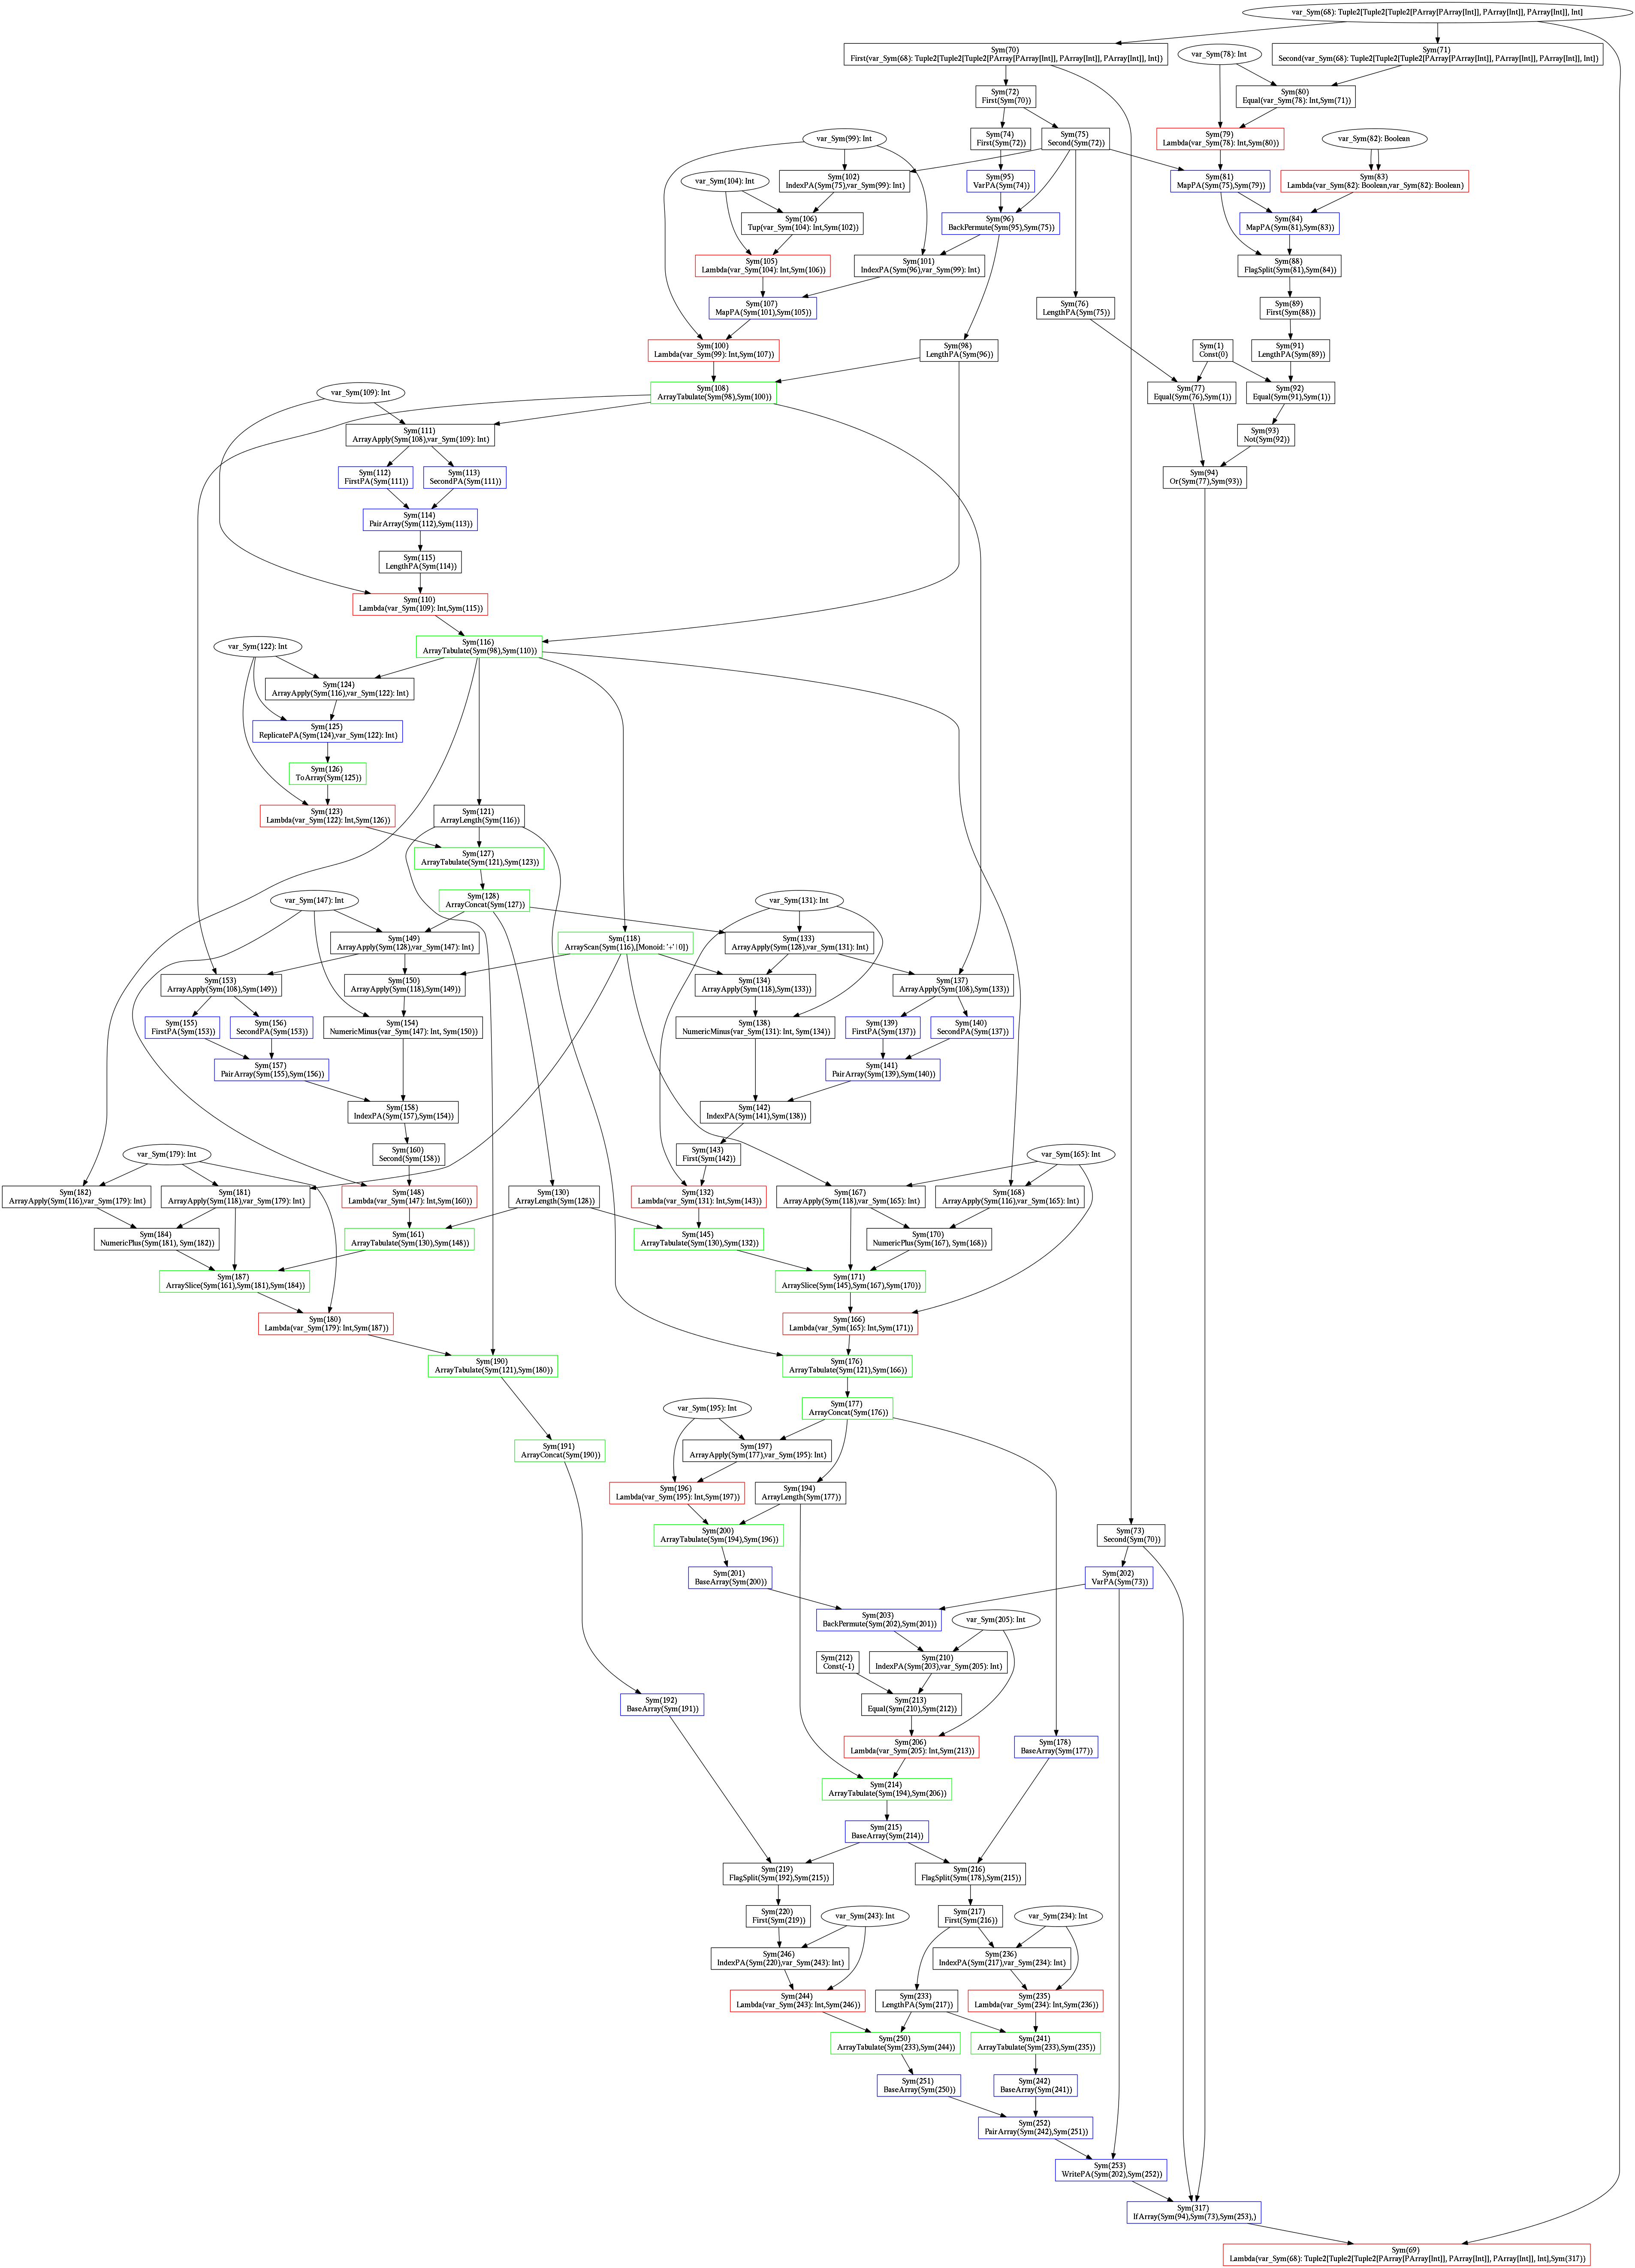 var_Sym(68): Tuple2[Tuple2[Tuple2[PArray[PArray[Int]], PArray[Int]], PArray[Int]], Int]
Sym(70)
First(var_Sym(68): Tuple2[Tuple2[Tuple2[PArray[PArray[Int]], PArray[Int]], PArray[Int]], Int])
var_Sym(78): Int
Sym(71)
Second(var_Sym(68): Tuple2[Tuple2[Tuple2[PArray[PArray[Int]], PArray[Int]], PArray[Int]], Int])
Sym(72)
First(Sym(70))
Sym(80)
Equal(var_Sym(78): Int,Sym(71))
var_Sym(99): Int
Sym(74)
First(Sym(72))
Sym(75)
Second(Sym(72))
Sym(79)
Lambda(var_Sym(78): Int,Sym(80))
var_Sym(82): Boolean
Sym(102)
IndexPA(Sym(75),var_Sym(99): Int)
var_Sym(104): Int
Sym(95)
VarPA(Sym(74))
Sym(81)
MapPA(Sym(75),Sym(79))
Sym(83)
Lambda(var_Sym(82): Boolean,var_Sym(82): Boolean)
Sym(106)
Tup(var_Sym(104): Int,Sym(102))
Sym(96)
BackPermute(Sym(95),Sym(75))
Sym(84)
MapPA(Sym(81),Sym(83))
Sym(105)
Lambda(var_Sym(104): Int,Sym(106))
Sym(101)
IndexPA(Sym(96),var_Sym(99): Int)
Sym(88)
FlagSplit(Sym(81),Sym(84))
Sym(107)
MapPA(Sym(101),Sym(105))
Sym(76)
LengthPA(Sym(75))
Sym(89)
First(Sym(88))
Sym(100)
Lambda(var_Sym(99): Int,Sym(107))
Sym(98)
LengthPA(Sym(96))
Sym(1)
Const(0)
Sym(91)
LengthPA(Sym(89))
var_Sym(109): Int
Sym(108)
ArrayTabulate(Sym(98),Sym(100))
Sym(77)
Equal(Sym(76),Sym(1))
Sym(92)
Equal(Sym(91),Sym(1))
Sym(111)
ArrayApply(Sym(108),var_Sym(109): Int)
Sym(93)
Not(Sym(92))
Sym(112)
FirstPA(Sym(111))
Sym(113)
SecondPA(Sym(111))
Sym(94)
Or(Sym(77),Sym(93))
Sym(114)
PairArray(Sym(112),Sym(113))
Sym(115)
LengthPA(Sym(114))
Sym(110)
Lambda(var_Sym(109): Int,Sym(115))
var_Sym(122): Int
Sym(116)
ArrayTabulate(Sym(98),Sym(110))
Sym(124)
ArrayApply(Sym(116),var_Sym(122): Int)
Sym(125)
ReplicatePA(Sym(124),var_Sym(122): Int)
Sym(126)
ToArray(Sym(125))
Sym(123)
Lambda(var_Sym(122): Int,Sym(126))
Sym(121)
ArrayLength(Sym(116))
Sym(127)
ArrayTabulate(Sym(121),Sym(123))
var_Sym(147): Int
Sym(128)
ArrayConcat(Sym(127))
var_Sym(131): Int
Sym(149)
ArrayApply(Sym(128),var_Sym(147): Int)
Sym(118)
ArrayScan(Sym(116),[Monoid: '+' | 0])
Sym(133)
ArrayApply(Sym(128),var_Sym(131): Int)
Sym(153)
ArrayApply(Sym(108),Sym(149))
Sym(150)
ArrayApply(Sym(118),Sym(149))
Sym(134)
ArrayApply(Sym(118),Sym(133))
Sym(137)
ArrayApply(Sym(108),Sym(133))
Sym(155)
FirstPA(Sym(153))
Sym(156)
SecondPA(Sym(153))
Sym(154)
NumericMinus(var_Sym(147): Int, Sym(150))
Sym(138)
NumericMinus(var_Sym(131): Int, Sym(134))
Sym(139)
FirstPA(Sym(137))
Sym(140)
SecondPA(Sym(137))
Sym(157)
PairArray(Sym(155),Sym(156))
Sym(141)
PairArray(Sym(139),Sym(140))
Sym(158)
IndexPA(Sym(157),Sym(154))
Sym(142)
IndexPA(Sym(141),Sym(138))
var_Sym(179): Int
Sym(160)
Second(Sym(158))
Sym(143)
First(Sym(142))
var_Sym(165): Int
Sym(182)
ArrayApply(Sym(116),var_Sym(179): Int)
Sym(181)
ArrayApply(Sym(118),var_Sym(179): Int)
Sym(148)
Lambda(var_Sym(147): Int,Sym(160))
Sym(130)
ArrayLength(Sym(128))
Sym(132)
Lambda(var_Sym(131): Int,Sym(143))
Sym(167)
ArrayApply(Sym(118),var_Sym(165): Int)
Sym(168)
ArrayApply(Sym(116),var_Sym(165): Int)
Sym(184)
NumericPlus(Sym(181), Sym(182))
Sym(161)
ArrayTabulate(Sym(130),Sym(148))
Sym(145)
ArrayTabulate(Sym(130),Sym(132))
Sym(170)
NumericPlus(Sym(167), Sym(168))
Sym(187)
ArraySlice(Sym(161),Sym(181),Sym(184))
Sym(171)
ArraySlice(Sym(145),Sym(167),Sym(170))
Sym(180)
Lambda(var_Sym(179): Int,Sym(187))
Sym(166)
Lambda(var_Sym(165): Int,Sym(171))
Sym(190)
ArrayTabulate(Sym(121),Sym(180))
Sym(176)
ArrayTabulate(Sym(121),Sym(166))
var_Sym(195): Int
Sym(177)
ArrayConcat(Sym(176))
Sym(191)
ArrayConcat(Sym(190))
Sym(197)
ArrayApply(Sym(177),var_Sym(195): Int)
Sym(196)
Lambda(var_Sym(195): Int,Sym(197))
Sym(194)
ArrayLength(Sym(177))
Sym(200)
ArrayTabulate(Sym(194),Sym(196))
Sym(73)
Second(Sym(70))
Sym(201)
BaseArray(Sym(200))
Sym(202)
VarPA(Sym(73))
Sym(203)
BackPermute(Sym(202),Sym(201))
var_Sym(205): Int
Sym(212)
Const(-1)
Sym(210)
IndexPA(Sym(203),var_Sym(205): Int)
Sym(192)
BaseArray(Sym(191))
Sym(213)
Equal(Sym(210),Sym(212))
Sym(206)
Lambda(var_Sym(205): Int,Sym(213))
Sym(178)
BaseArray(Sym(177))
Sym(214)
ArrayTabulate(Sym(194),Sym(206))
Sym(215)
BaseArray(Sym(214))
Sym(219)
FlagSplit(Sym(192),Sym(215))
Sym(216)
FlagSplit(Sym(178),Sym(215))
Sym(220)
First(Sym(219))
var_Sym(243): Int
Sym(217)
First(Sym(216))
var_Sym(234): Int
Sym(246)
IndexPA(Sym(220),var_Sym(243): Int)
Sym(236)
IndexPA(Sym(217),var_Sym(234): Int)
Sym(244)
Lambda(var_Sym(243): Int,Sym(246))
Sym(233)
LengthPA(Sym(217))
Sym(235)
Lambda(var_Sym(234): Int,Sym(236))
Sym(250)
ArrayTabulate(Sym(233),Sym(244))
Sym(241)
ArrayTabulate(Sym(233),Sym(235))
Sym(251)
BaseArray(Sym(250))
Sym(242)
BaseArray(Sym(241))
Sym(252)
PairArray(Sym(242),Sym(251))
Sym(253)
WritePA(Sym(202),Sym(252))
Sym(317)
IfArray(Sym(94),Sym(73),Sym(253),)
Sym(69)
Lambda(var_Sym(68): Tuple2[Tuple2[Tuple2[PArray[PArray[Int]], PArray[Int]], PArray[Int]], Int],Sym(317))